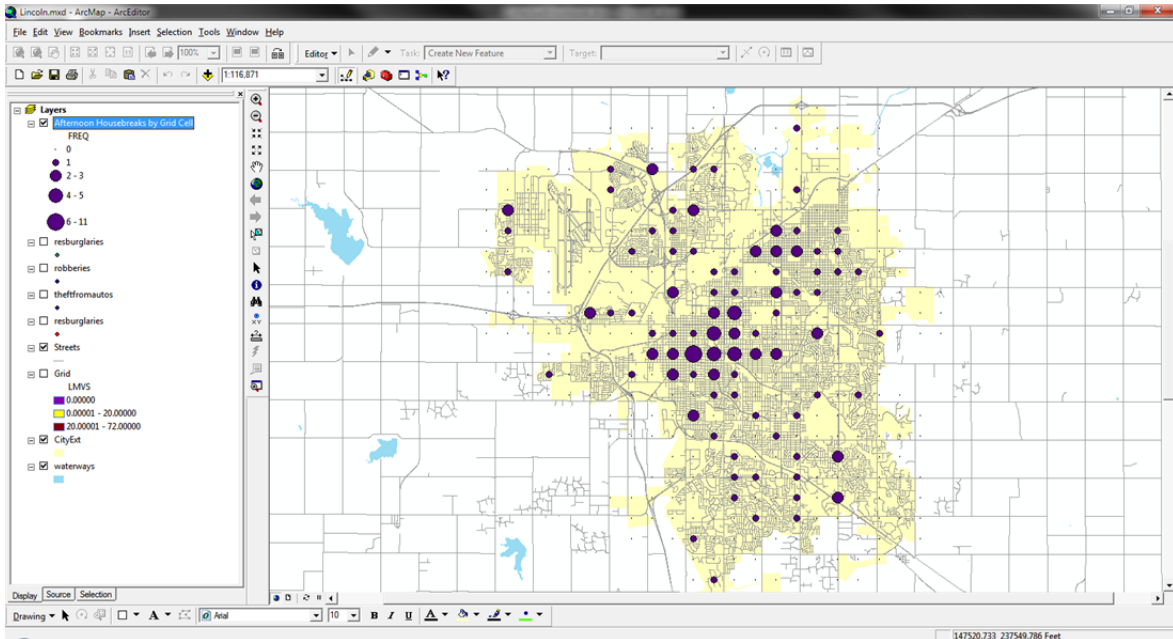 Lincoln.mxd - ArcMap - ArcEditor
File Edit View Bookmarks Insert Selection Tools Window Help
100% Editor Task: Create New Feature Target:
1:116,871
Layers
Afternoon Housebreaks by Grid Cell
FREQ
0
1
2 - 3
4 - 5
6 - 11
resburglaries
robberies
theftfromautos
resburglaries
Streets
Grid
LMVS
0.00000
0.00001 - 20.00000
20.00001 - 72.00000
CityExt
waterways
Display Source Selection
Drawing A Arial 10 B I U A
147520.733 237549.786 Feet